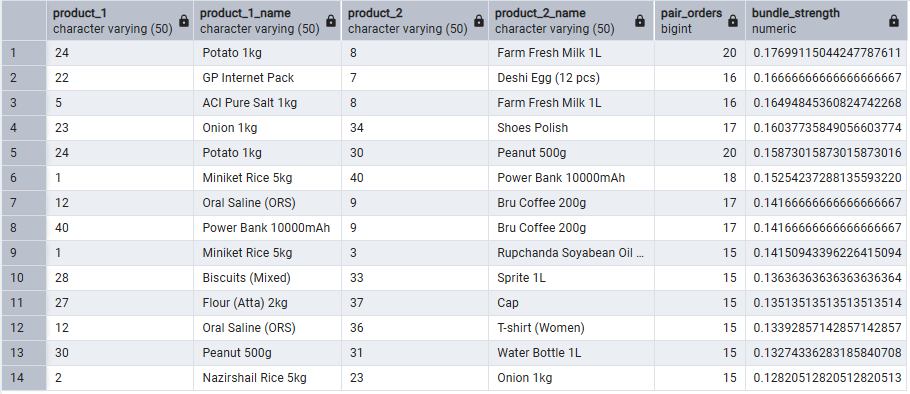 product_1 product_1_name product_2 product_2_name pair_orders bundle_strength
character varying (50) character varying (50) character varying (50) character varying (50) bigint numeric
1 24 Potato 1kg 8 Farm Fresh Milk 1L 20 0.17699115044247787611
2 22 GP Internet Pack 7 Deshi Egg (12 pcs) 16 0.16666666666666666667
3 5 ACI Pure Salt 1kg 8 Farm Fresh Milk 1L 16 0.16494845360824742268
4 23 Onion 1kg 34 Shoes Polish 17 0.16037735849056603774
5 24 Potato 1kg 30 Peanut 500g 20 0.15873015873015873016
6 1 Miniket Rice 5kg 40 Power Bank 10000mAh 18 0.15254237288135593220
7 12 Oral Saline (ORS) 9 Bru Coffee 200g 17 0.14166666666666666667
8 40 Power Bank 10000mAh 9 Bru Coffee 200g 17 0.14166666666666666667
9 1 Miniket Rice 5kg 3 Rupchanda Soyabean Oil ... 15 0.14150943396226415094
10 28 Biscuits (Mixed) 33 Sprite 1L 15 0.13636363636363636364
11 27 Flour (Atta) 2kg 37 Cap 15 0.13513513513513513514
12 12 Oral Saline (ORS) 36 T-shirt (Women) 15 0.13392857142857142857
13 30 Peanut 500g 31 Water Bottle 1L 15 0.13274336283185840708
14 2 Nazirshail Rice 5kg 23 Onion 1kg 15 0.12820512820512820513